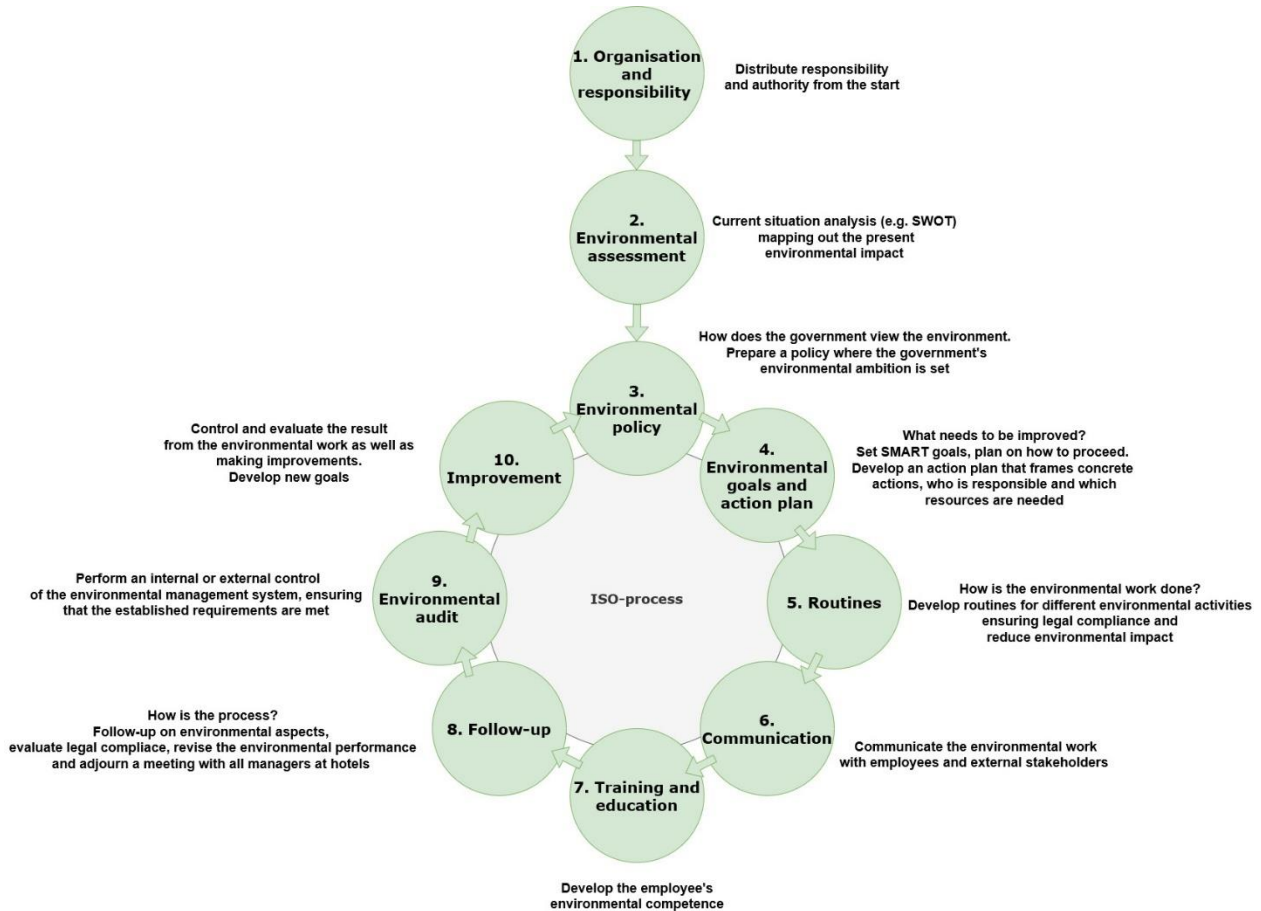 1. Organisation
and
responsibility
Distribute responsibility
and authority from the start
2.
Environmental
assessment
Current situation analysis (e.g. SWOT)
mapping out the present
environmental impact
3.
Environmental
policy
How does the government view the environment.
Prepare a policy where the government's
environmental ambition is set
4.
Environmental
goals and
action plan
What needs to be improved?
Set SMART goals, plan on how to proceed.
Develop an action plan that frames concrete
actions, who is responsible and which
resources are needed
5. Routines
How is the environmental work done?
Develop routines for different environmental activities
ensuring legal compliance and
reduce environmental impact
6.
Communication
Communicate the environmental work
with employees and external stakeholders
7. Training and
education
Develop the employee's
environmental competence
8. Follow-up
How is the process?
Follow-up on environmental aspects,
evaluate legal compliace, revise the environmental performance
and adjourn a meeting with all managers at hotels
9.
Environmental
audit
Perform an internal or external control
of the environmental management system, ensuring
that the established requirements are met
10.
Improvement
Control and evaluate the result
from the environmental work as well as
making improvements.
Develop new goals
ISO-process